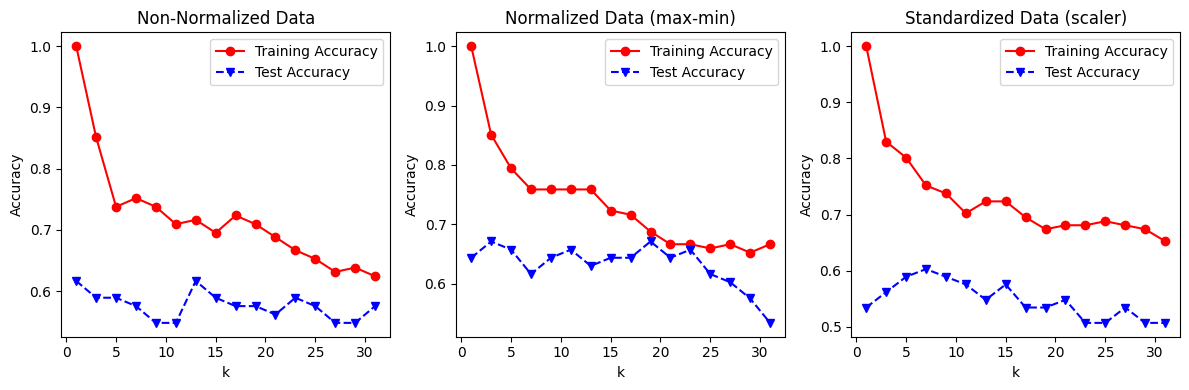 Non-Normalized Data
Accuracy
1.0
0.9
0.8
0.7
0.6
Training Accuracy
Test Accuracy
0 5 10 15 20 25 30
k
Normalized Data (max-min)
Accuracy
1.0
0.9
0.8
0.7
0.6
Training Accuracy
Test Accuracy
0 5 10 15 20 25 30
k
Standardized Data (scaler)
Accuracy
1.0
0.9
0.8
0.7
0.6
0.5
Training Accuracy
Test Accuracy
0 5 10 15 20 25 30
k